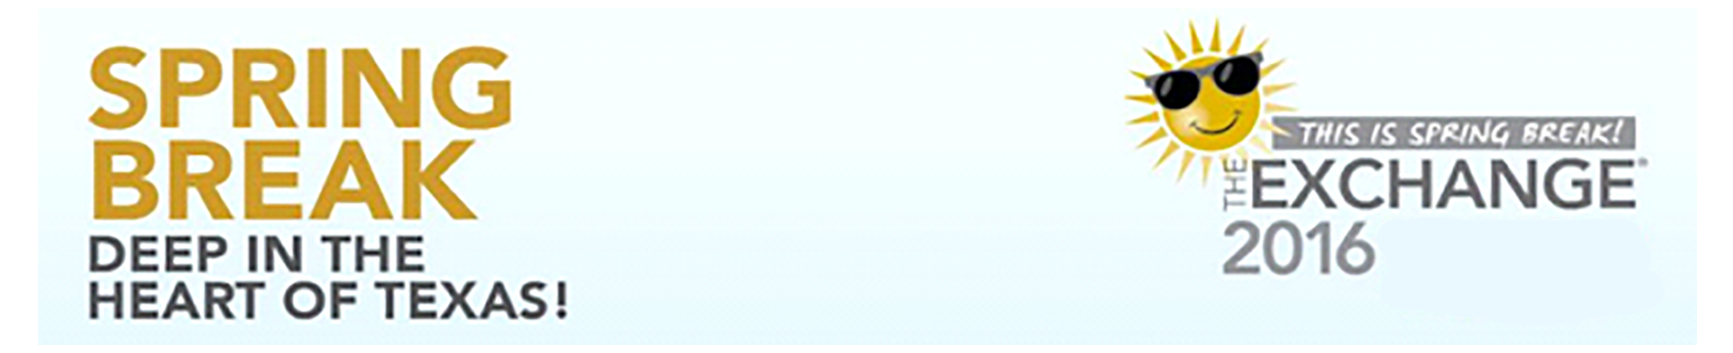 SPRING
BREAK
DEEP IN THE
HEART OF TEXAS!
THIS IS SPRING BREAK!
THE EXCHANGE®
2016